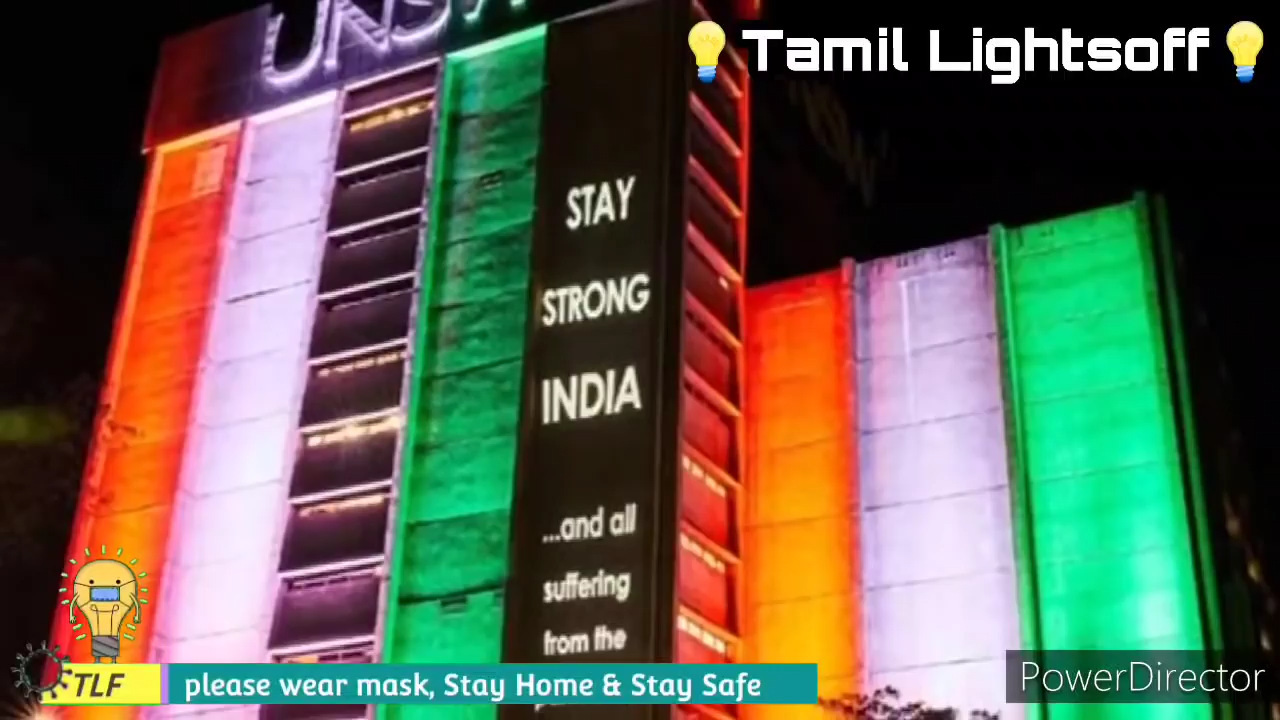 UNSW
Tamil Lightsoff
STAY
STRONG
INDIA
...and all
suffering
from the
TLF
please wear mask, Stay Home & Stay Safe
PowerDirector